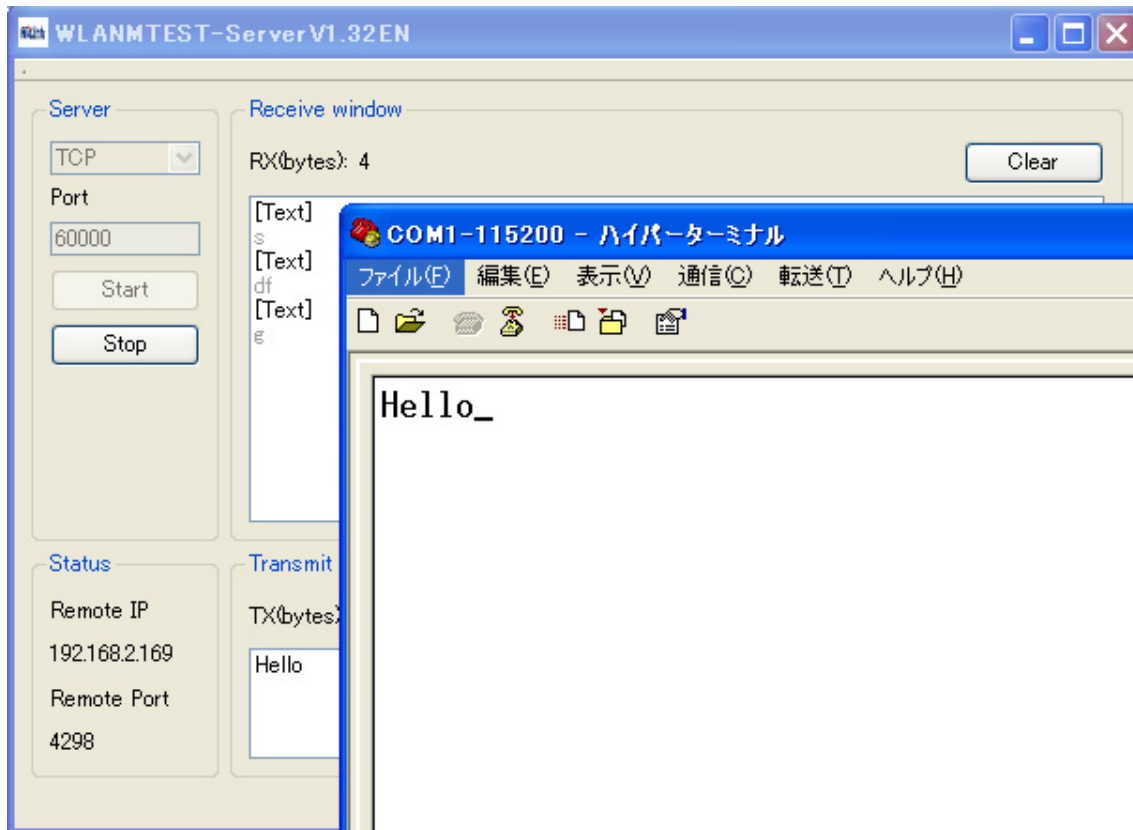 WLANMTEST-ServerV1.32EN
Server
TCP
Port
60000
Start
Stop
Receive window
RX(bytes): 4
Clear
[Text]
s
[Text]
df
[Text]
g
COM1-115200 - ハイパーターミナル
ファイル(F) 編集(E) 表示(V) 通信(C) 転送(T) ヘルプ(H)
Hello_
Status
Remote IP
192.168.2.169
Remote Port
4298
Transmit
TX(bytes)
Hello